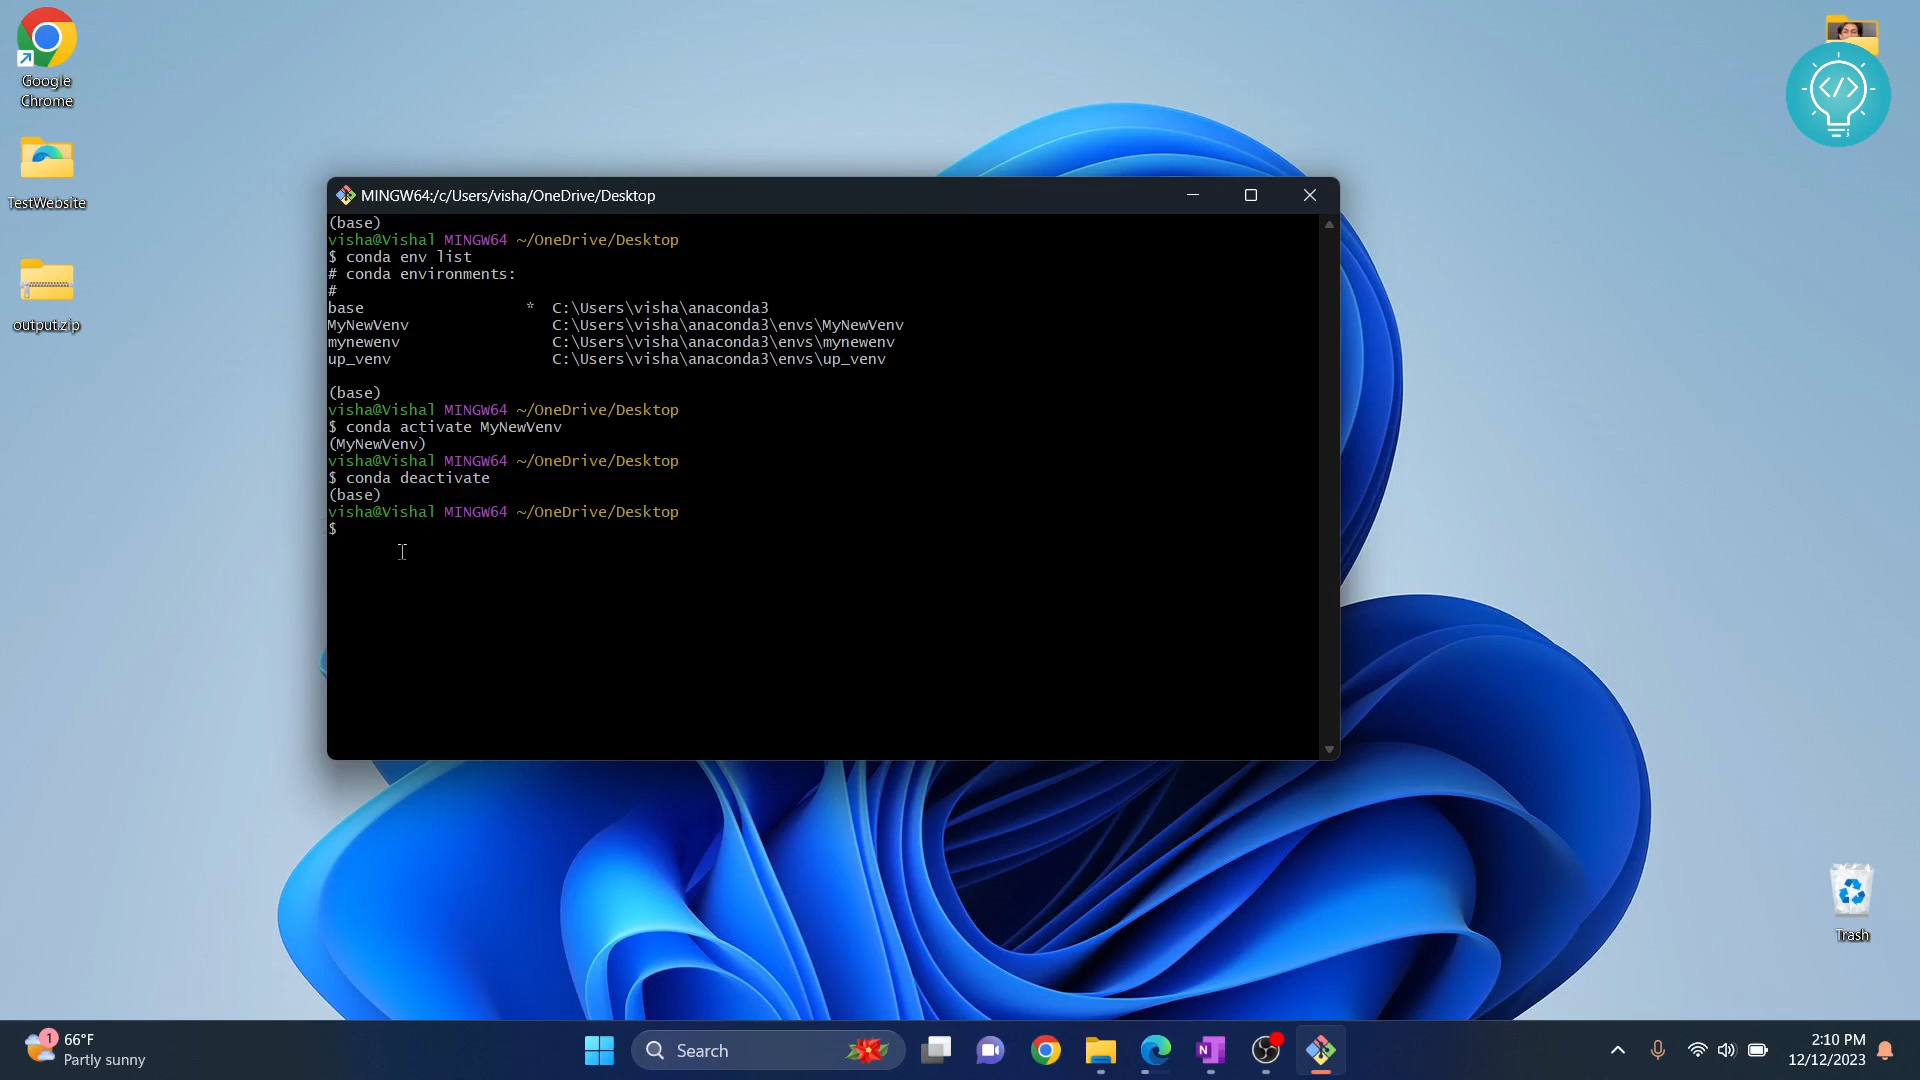 Google
Chrome
TestWebsite
output.zip
MINGW64:/c/Users/visha/OneDrive/Desktop
(base)
visha@Vishal MINGW64 ~/OneDrive/Desktop
$ conda env list
# conda environments:
#
base * C:\Users\visha\anaconda3
MyNewVenv C:\Users\visha\anaconda3\envs\MyNewVenv
mynewenv C:\Users\visha\anaconda3\envs\mynewenv
up_venv C:\Users\visha\anaconda3\envs\up_venv
(base)
visha@Vishal MINGW64 ~/OneDrive/Desktop
$ conda activate MyNewVenv
(MyNewVenv)
visha@Vishal MINGW64 ~/OneDrive/Desktop
$ conda deactivate
(base)
visha@Vishal MINGW64 ~/OneDrive/Desktop
$
</>
Trash
1
66°F
Partly sunny
Search
N
2:10 PM
12/12/2023